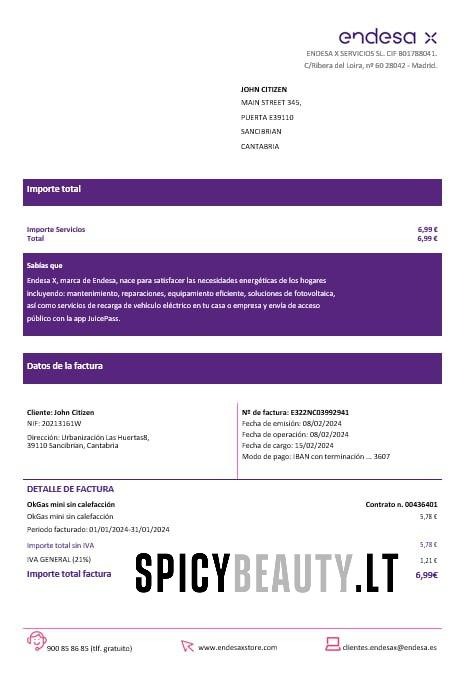 endesa x
ENDESA X SERVICIOS SL. CIF B01788041.
C/Ribera del Loira, nº 60 28042 - Madrid.
JOHN CITIZEN
MAIN STREET 345,
PUERTA E39110
SANCIBRIAN
CANTABRIA
Importe total
Importe Servicios 6,99 €
Total 6,99 €
Sabías que
Endesa X, marca de Endesa, nace para satisfacer las necesidades energéticas de los hogares
incluyendo: mantenimiento, reparaciones, equipamiento eficiente, soluciones de fotovoltaica,
así como servicios de recarga de vehículo eléctrico en tu casa o empresa y envía de acceso
público con la app JuicePass.
Datos de la factura
Cliente: John Citizen
NIF: 20213161W
Dirección: Urbanización Las Huertas8,
39110 Sancibrian, Cantabria
Nº de factura: E322NC03992941
Fecha de emisión: 08/02/2024
Fecha de operación: 08/02/2024
Fecha de cargo: 15/02/2024
Modo de pago: IBAN con terminación ... 3607
DETALLE DE FACTURA
OkGas mini sin calefacción Contrato n. 00436401
OkGas mini sin calefacción 5,78 €
Periodo facturado: 01/01/2024-31/01/2024
Importe total sin IVA 5,78 €
IVA GENERAL (21%) 1,21 €
Importe total factura 6,99€
SPICYBEAUTY.LT
900 85 86 85 (tlf. gratuito) www.endesaxstore.com clientes.endesax@endesa.es